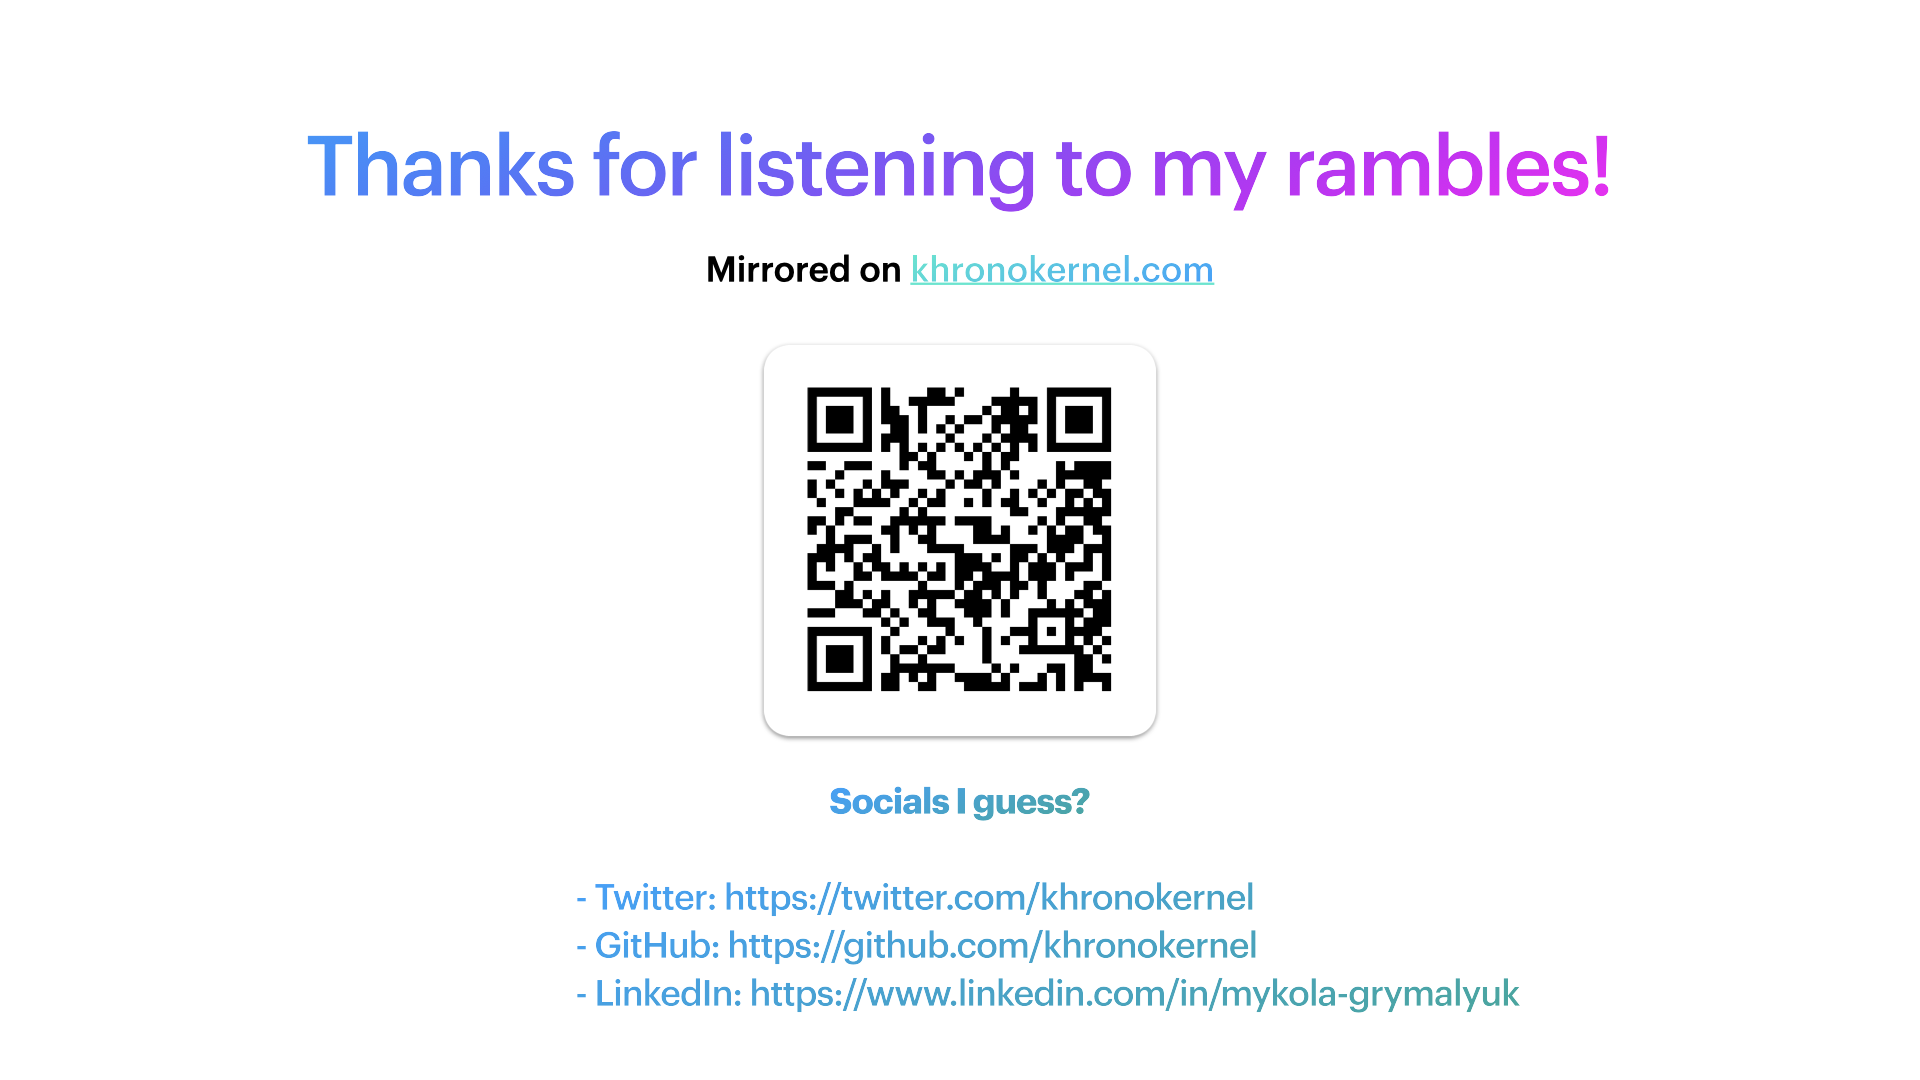 Thanks for listening to my rambles!
Mirrored on khronokernel.com
Socials I guess?
- Twitter: https://twitter.com/khronokernel
- GitHub: https://github.com/khronokernel
- LinkedIn: https://www.linkedin.com/in/mykola-grymalyuk